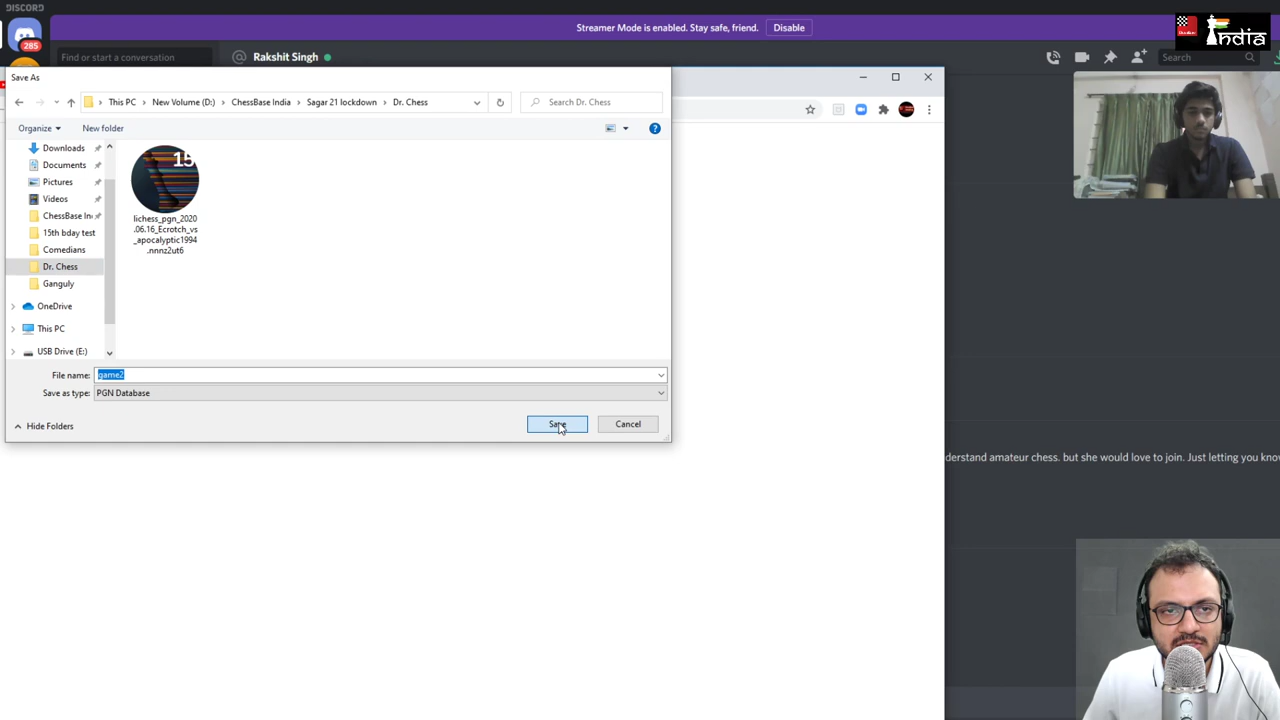 DISCORD
Streamer Mode is enabled. Stay safe, friend.
Disable
India
285
Find or start a conversation
@ Rakshit Singh
Search
Save As
This PC > New Volume (D:) > ChessBase India > Sagar 21 lockdown > Dr. Chess
Search Dr. Chess
Organize
New folder
Downloads
Documents
Pictures
Videos
ChessBase In
15th bday test
Comedians
Dr. Chess
Ganguly
OneDrive
This PC
USB Drive (E:)
15
lichess_pgn_2020
.06.16_Ecrotch_vs
_apocalyptic1994
.nnnz2ut6
File name: game2
Save as type: PGN Database
Hide Folders
Save
Cancel
derstand amateur chess. but she would love to join. Just letting you know